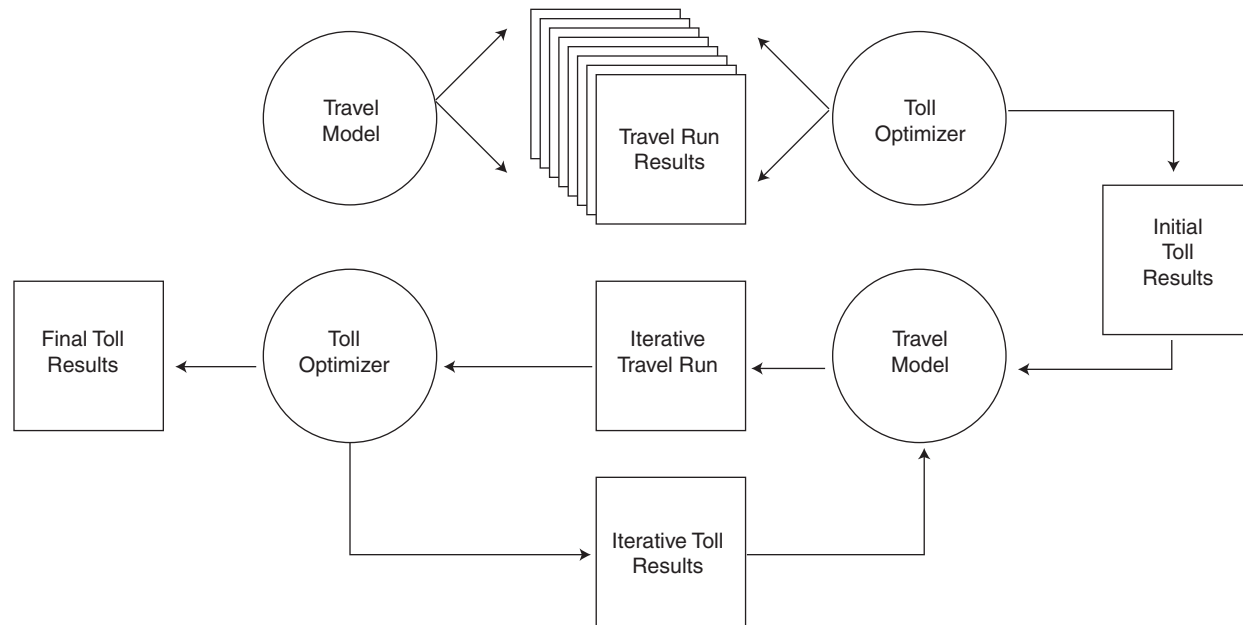 Travel
Model
Travel Run
Results
Toll
Optimizer
Initial
Toll
Results
Final Toll
Results
Toll
Optimizer
Iterative
Travel Run
Travel
Model
Iterative Toll
Results